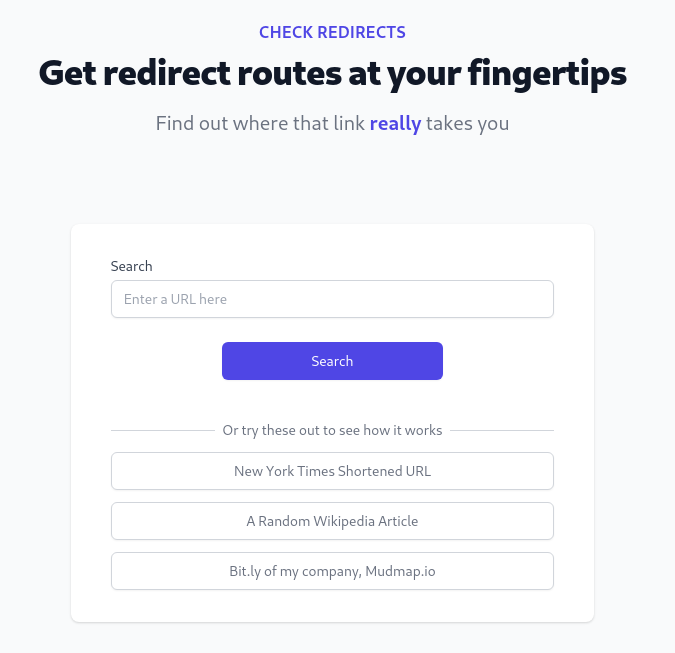 CHECK REDIRECTS
Get redirect routes at your fingertips
Find out where that link really takes you
Search
Enter a URL here
Search
Or try these out to see how it works
New York Times Shortened URL
A Random Wikipedia Article
Bit.ly of my company, Mudmap.io